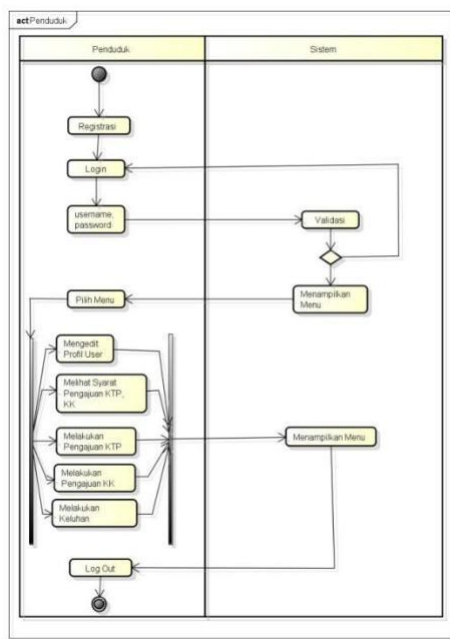 act Penduduk
Penduduk
Sistem
Registrasi
Login
username,
password
Validasi
Menampilkan
Menu
Pilih Menu
Mengedit
Profil User
Melihat Syarat
Pengajuan KTP,
KK
Melakukan
Pengajuan KTP
Menampilkan Menu
Melakukan
Pengajuan KK
Melakukan
Keluhan
Log Out